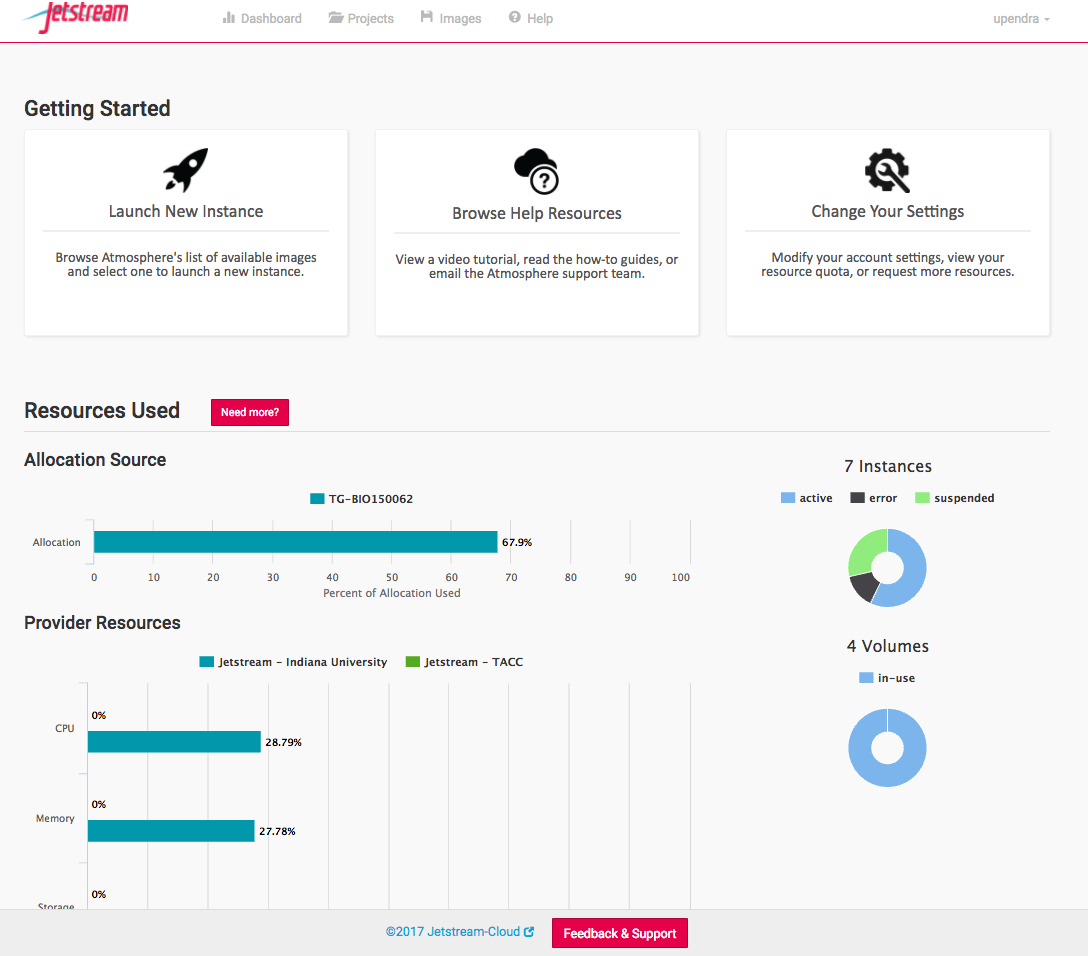 Jetstream
Dashboard Projects Images Help upendra
Getting Started
Launch New Instance
Browse Atmosphere's list of available images
and select one to launch a new instance.
Browse Help Resources
View a video tutorial, read the how-to guides, or
email the Atmosphere support team.
Change Your Settings
Modify your account settings, view your
resource quota, or request more resources.
Resources Used Need more?
Allocation Source
TG-BIO150062
Allocation 67.9%
0 10 20 30 40 50 60 70 80 90 100
Percent of Allocation Used
7 Instances
active error suspended
Provider Resources
Jetstream - Indiana University Jetstream - TACC
0%
CPU
28.79%
0%
Memory
27.78%
0%
Storage
4 Volumes
in-use
©2017 Jetstream-Cloud Feedback & Support